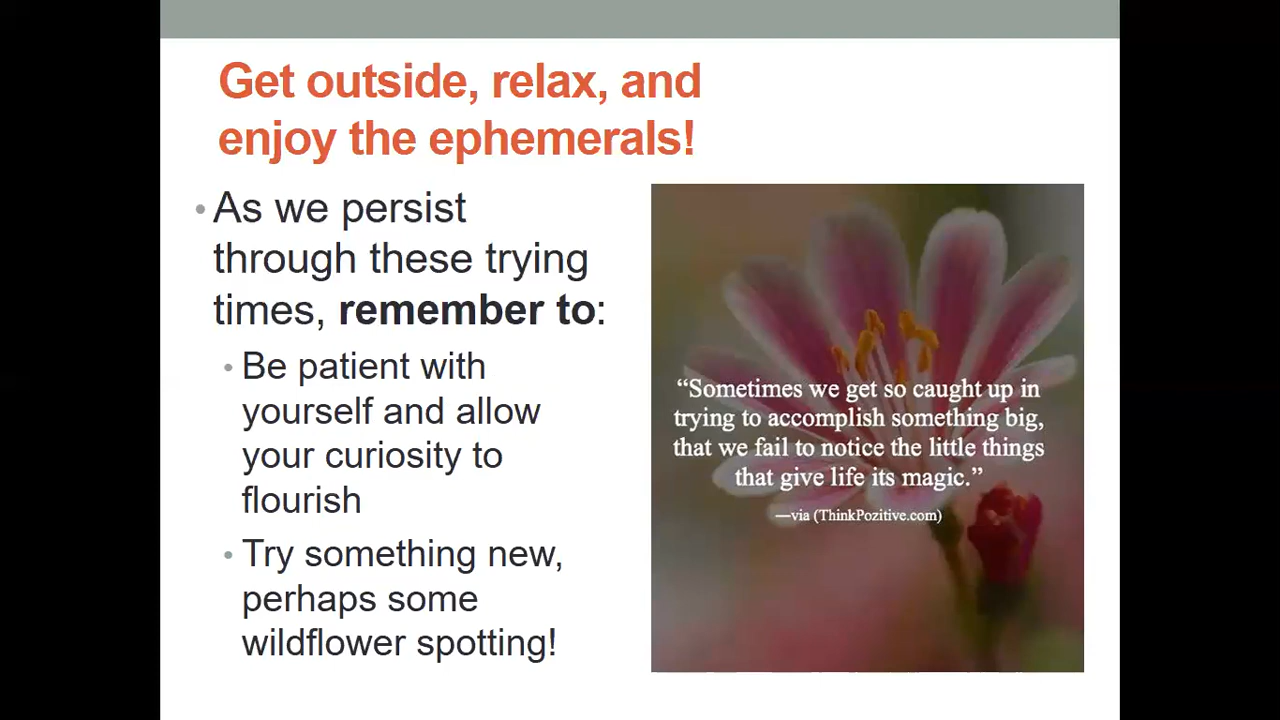 Get outside, relax, and
enjoy the ephemerals!
• As we persist
through these trying
times, remember to:
• Be patient with
yourself and allow
your curiosity to
flourish
• Try something new,
perhaps some
wildflower spotting!
“Sometimes we get so caught up in
trying to accomplish something big,
that we fail to notice the little things
that give life its magic.”
—via (ThinkPozitive.com)